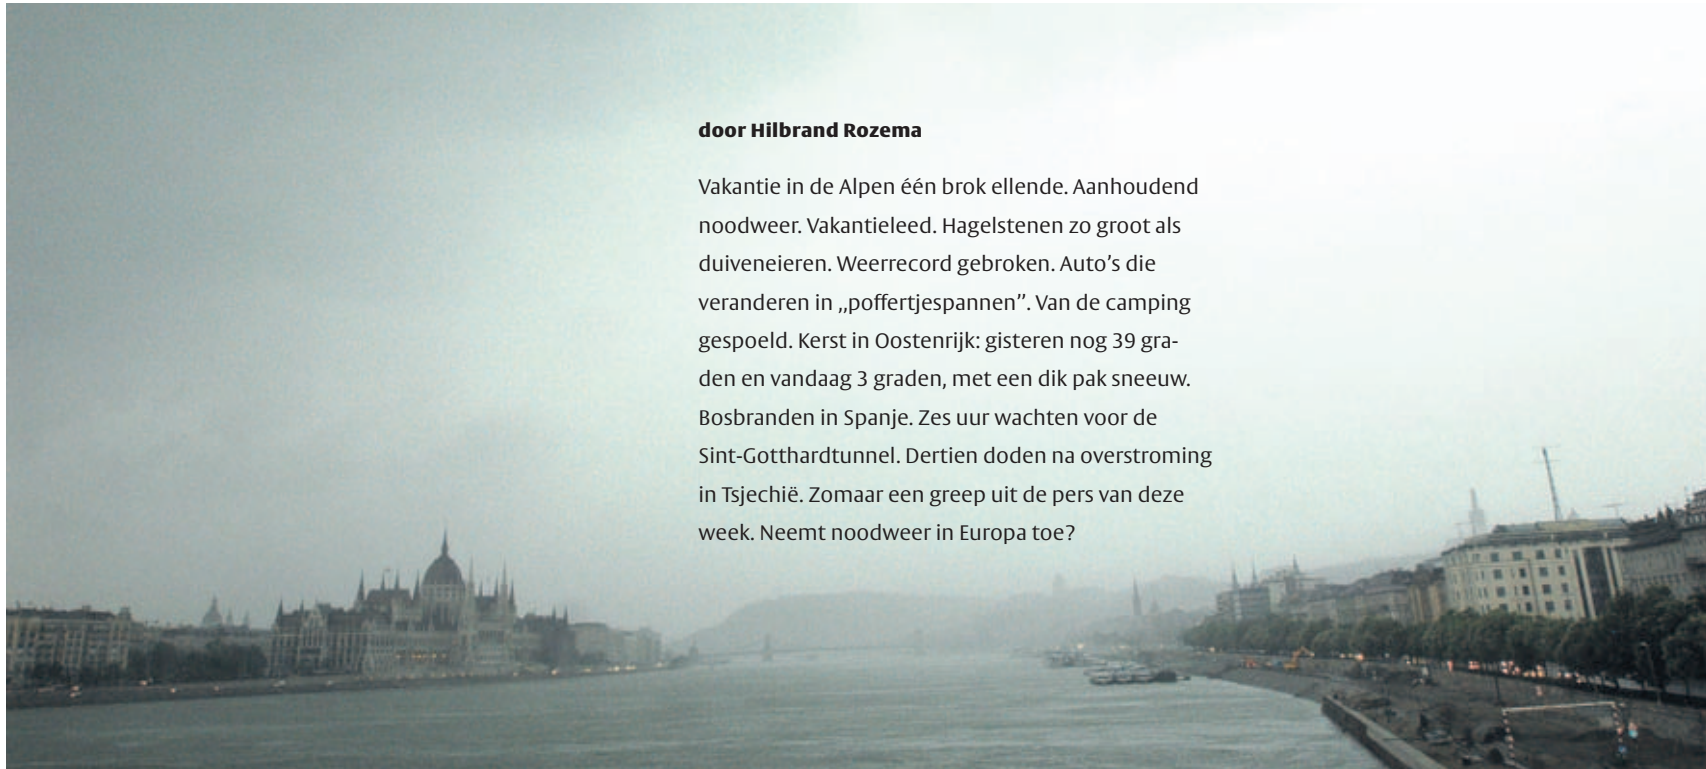 door Hilbrand Rozema
Vakantie in de Alpen één brok ellende. Aanhoudend
noodweer. Vakantieleed. Hagelstenen zo groot als
duiveneieren. Weerrecord gebroken. Auto’s die
veranderen in „poffertjespannen”. Van de camping
gespoeld. Kerst in Oostenrijk: gisteren nog 39 gra-
den en vandaag 3 graden, met een dik pak sneeuw.
Bosbranden in Spanje. Zes uur wachten voor de
Sint-Gotthardtunnel. Dertien doden na overstroming
in Tsjechië. Zomaar een greep uit de pers van deze
week. Neemt noodweer in Europa toe?